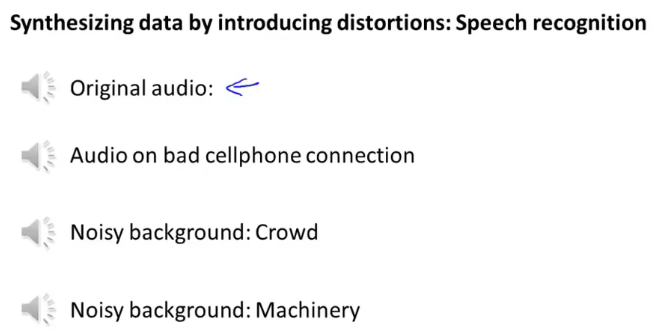 Synthesizing data by introducing distortions: Speech recognition
Original audio:
Audio on bad cellphone connection
Noisy background: Crowd
Noisy background: Machinery